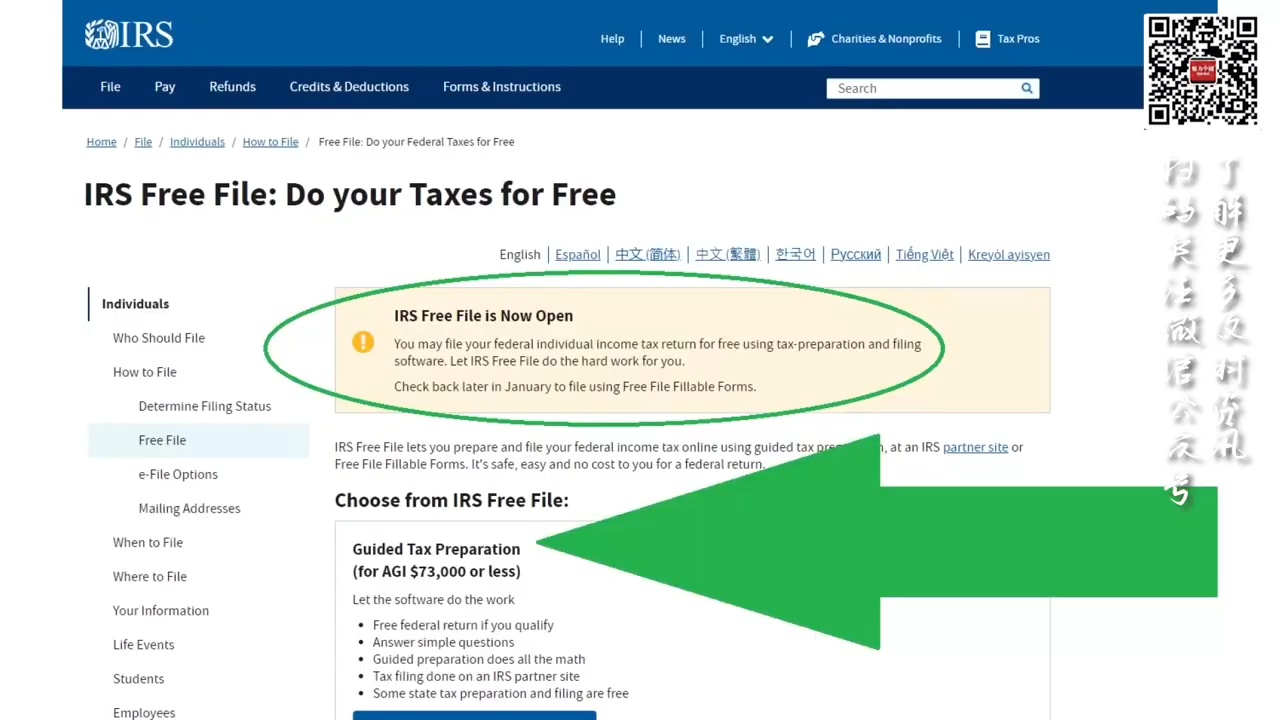 IRS
Help
News
English
Charities & Nonprofits
Tax Pros
File
Pay
Refunds
Credits & Deductions
Forms & Instructions
Search
Home / File / Individuals / How to File / Free File: Do your Federal Taxes for Free
IRS Free File: Do your Taxes for Free
English | Español | 中文 (简体) | 中文 (繁體) | 한국어 | Русский | Tiếng Việt | Kreyòl ayisyen
Individuals
Who Should File
How to File
Determine Filing Status
Free File
e-File Options
Mailing Addresses
When to File
Where to File
Your Information
Life Events
Students
Employees
IRS Free File is Now Open
You may file your federal individual income tax return for free using tax-preparation and filing
software. Let IRS Free File do the hard work for you.
Check back later in January to file using Free File Fillable Forms.
IRS Free File lets you prepare and file your federal income tax online using guided tax , at an IRS partner site or
Free File Fillable Forms. It's safe, easy and no cost to you for a federal return.
Choose from IRS Free File:
Guided Tax Preparation
(for AGI $73,000 or less)
Let the software do the work
• Free federal return if you qualify
• Answer simple questions
• Guided preparation does all the math
• Tax filing done on an IRS partner site
• Some state tax preparation and filing are free
了解更多文科资讯
扫码关注微信公众号